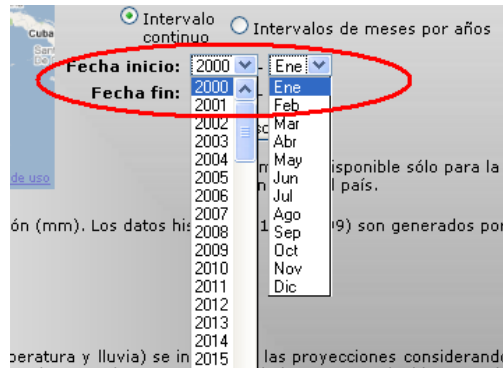 Intervalo continuo
Intervalos de meses por años
Cuba
Fecha inicio: 2000 - Ene
Fecha fin: -
2000
2001
2002
2003
2004
2005
2006
2007
2008
2009
2010
2011
2012
2013
2014
2015
Ene
Feb
Mar
Abr
May
Jun
Jul
Ago
Sep
Oct
Nov
Dic
isponible sólo para la
país.
de uso
ón (mm). Los datos his
9) son generados por
peratura y lluvia) se in
las proyecciones considerando